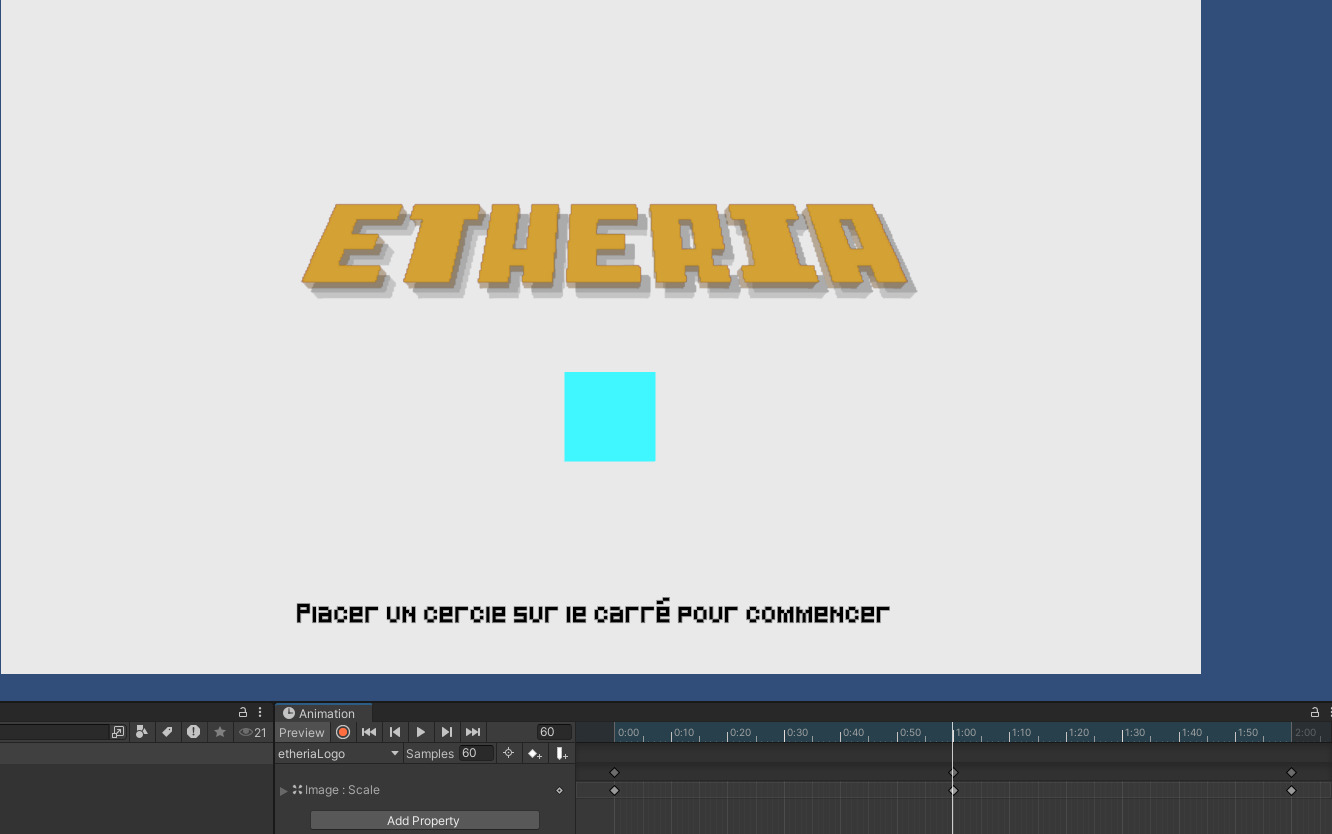 ETHERIA
Placer un cercle sur le carré pour commencer
21
Animation
Preview
60
0:00 0:10 0:20 0:30 0:40 0:50 1:00 1:10 1:20 1:30 1:40 1:50 2:00
etheriaLogo
Samples 60
Image : Scale
Add Property